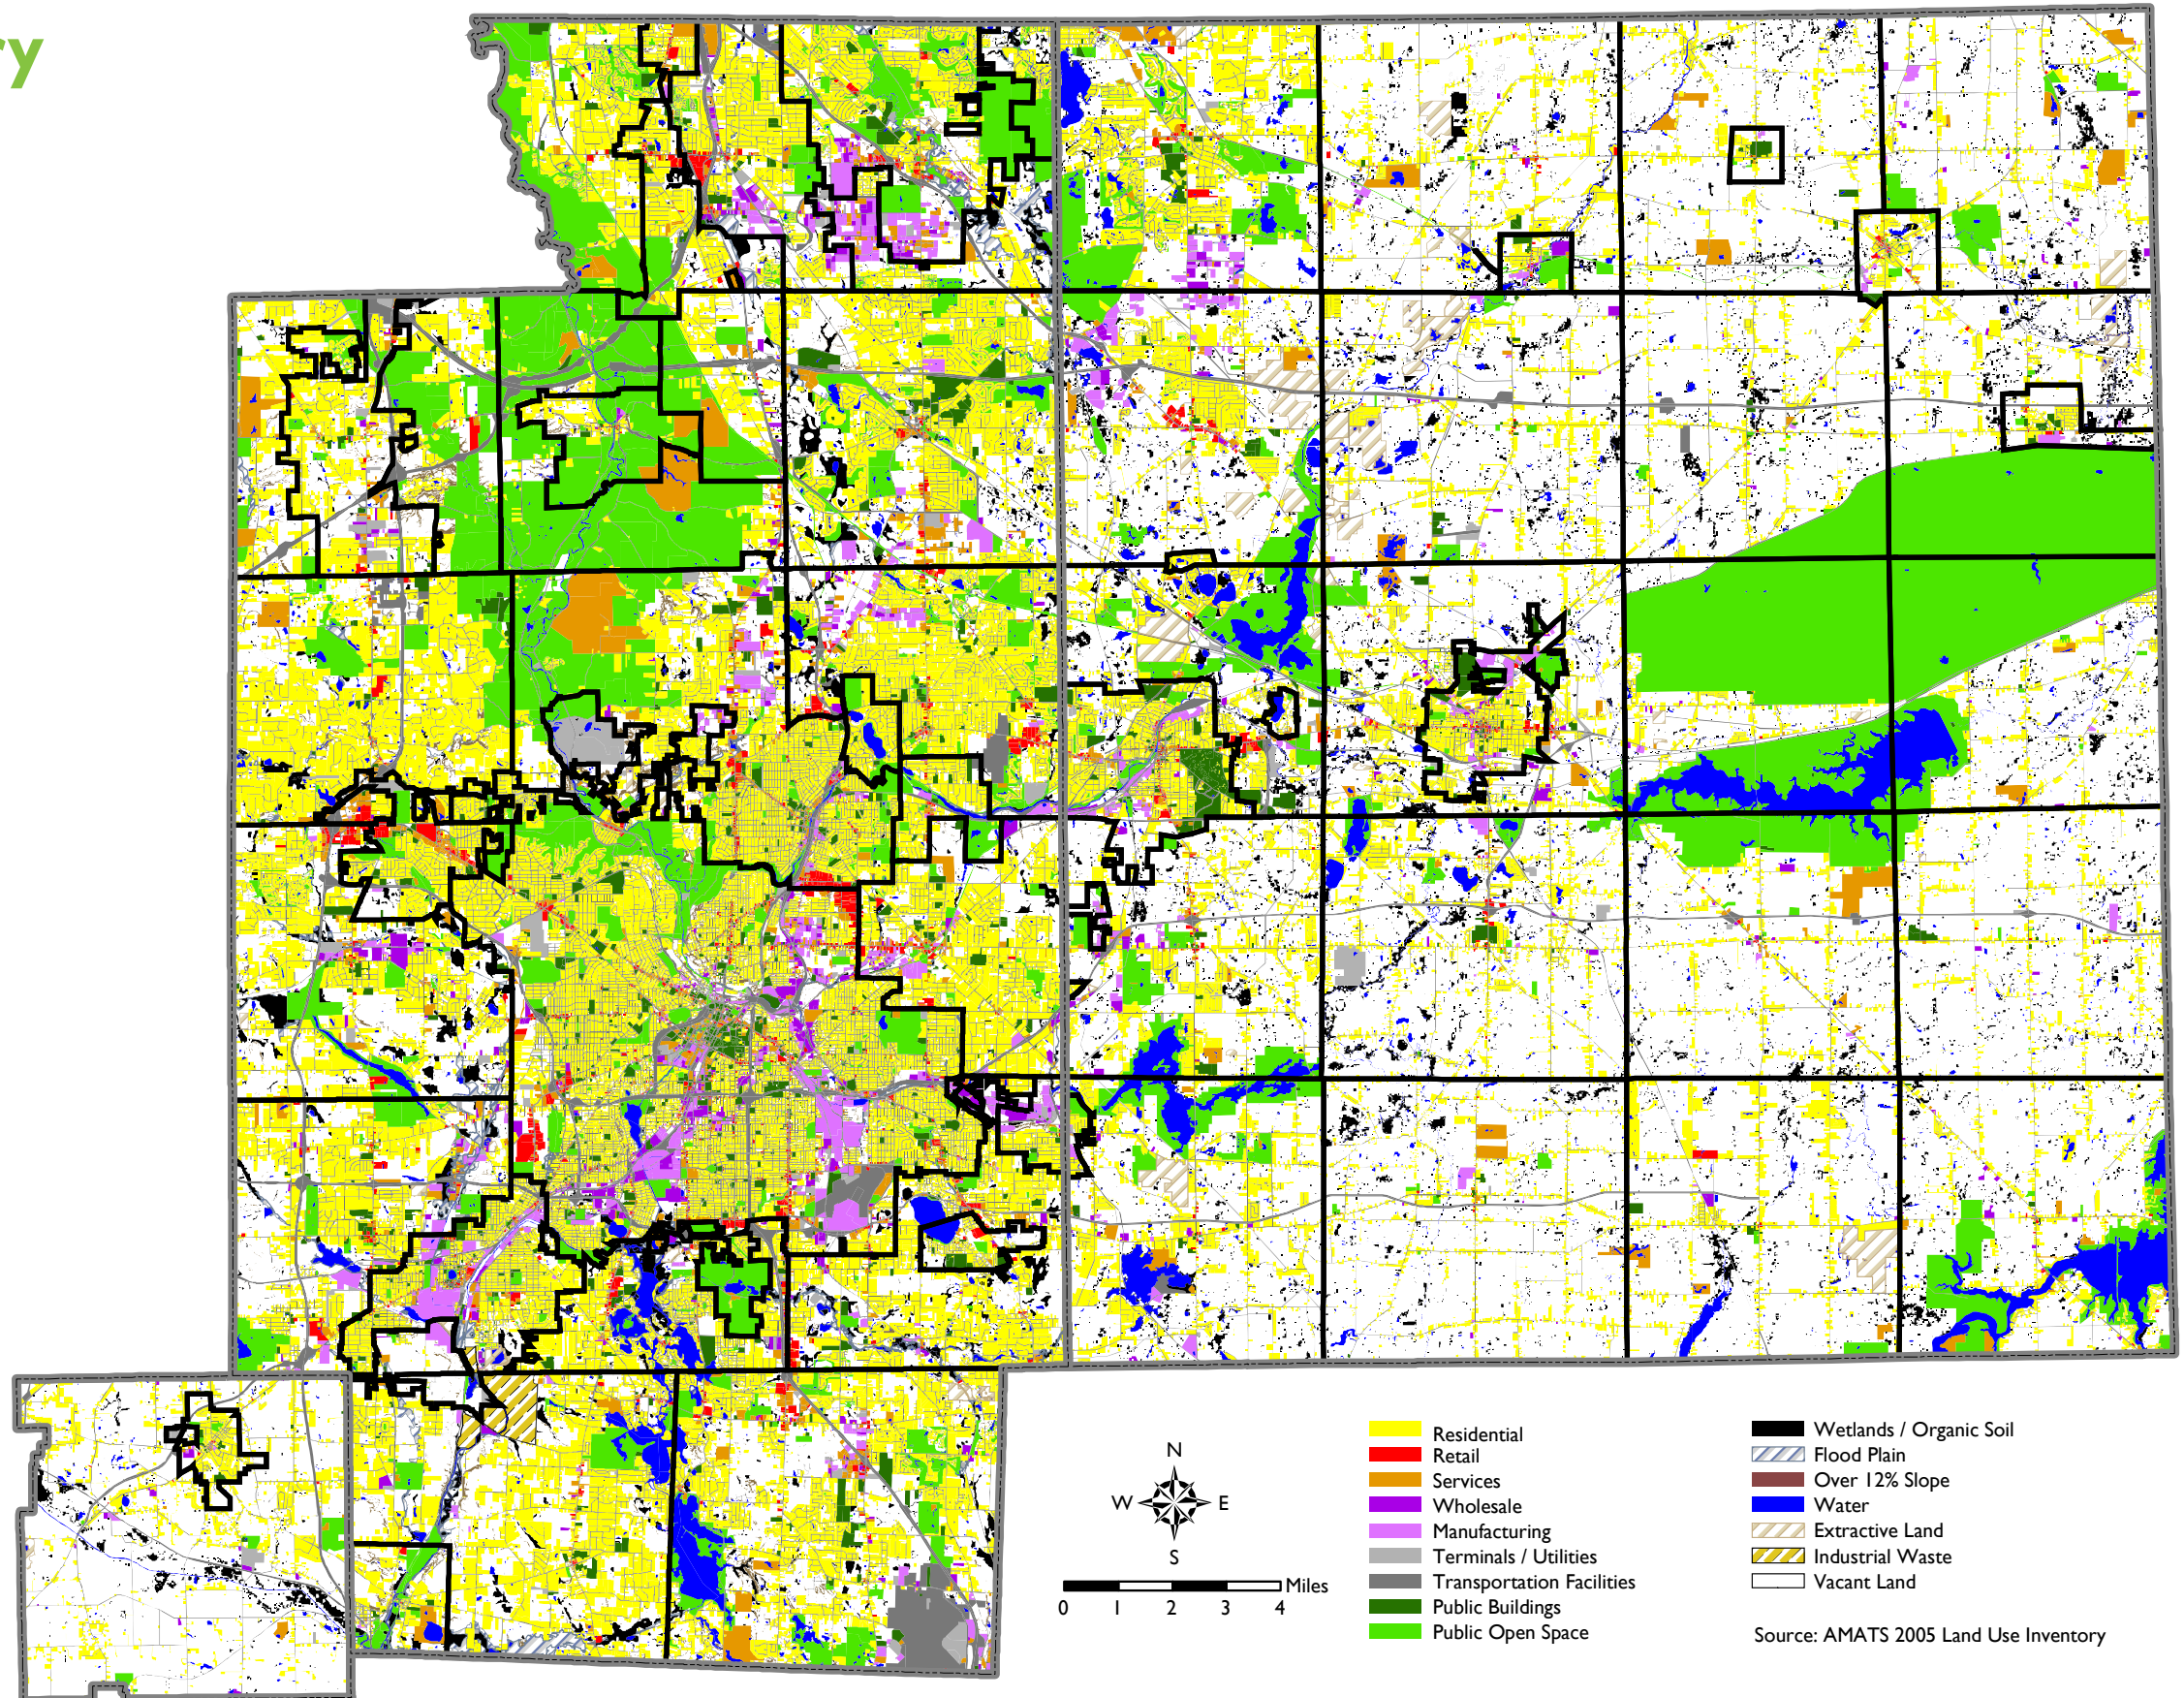 y
N
W E
S
Miles
0 1 2 3 4
Residential
Retail
Services
Wholesale
Manufacturing
Terminals / Utilities
Transportation Facilities
Public Buildings
Public Open Space
Wetlands / Organic Soil
Flood Plain
Over 12% Slope
Water
Extractive Land
Industrial Waste
Vacant Land
Source: AMATS 2005 Land Use Inventory